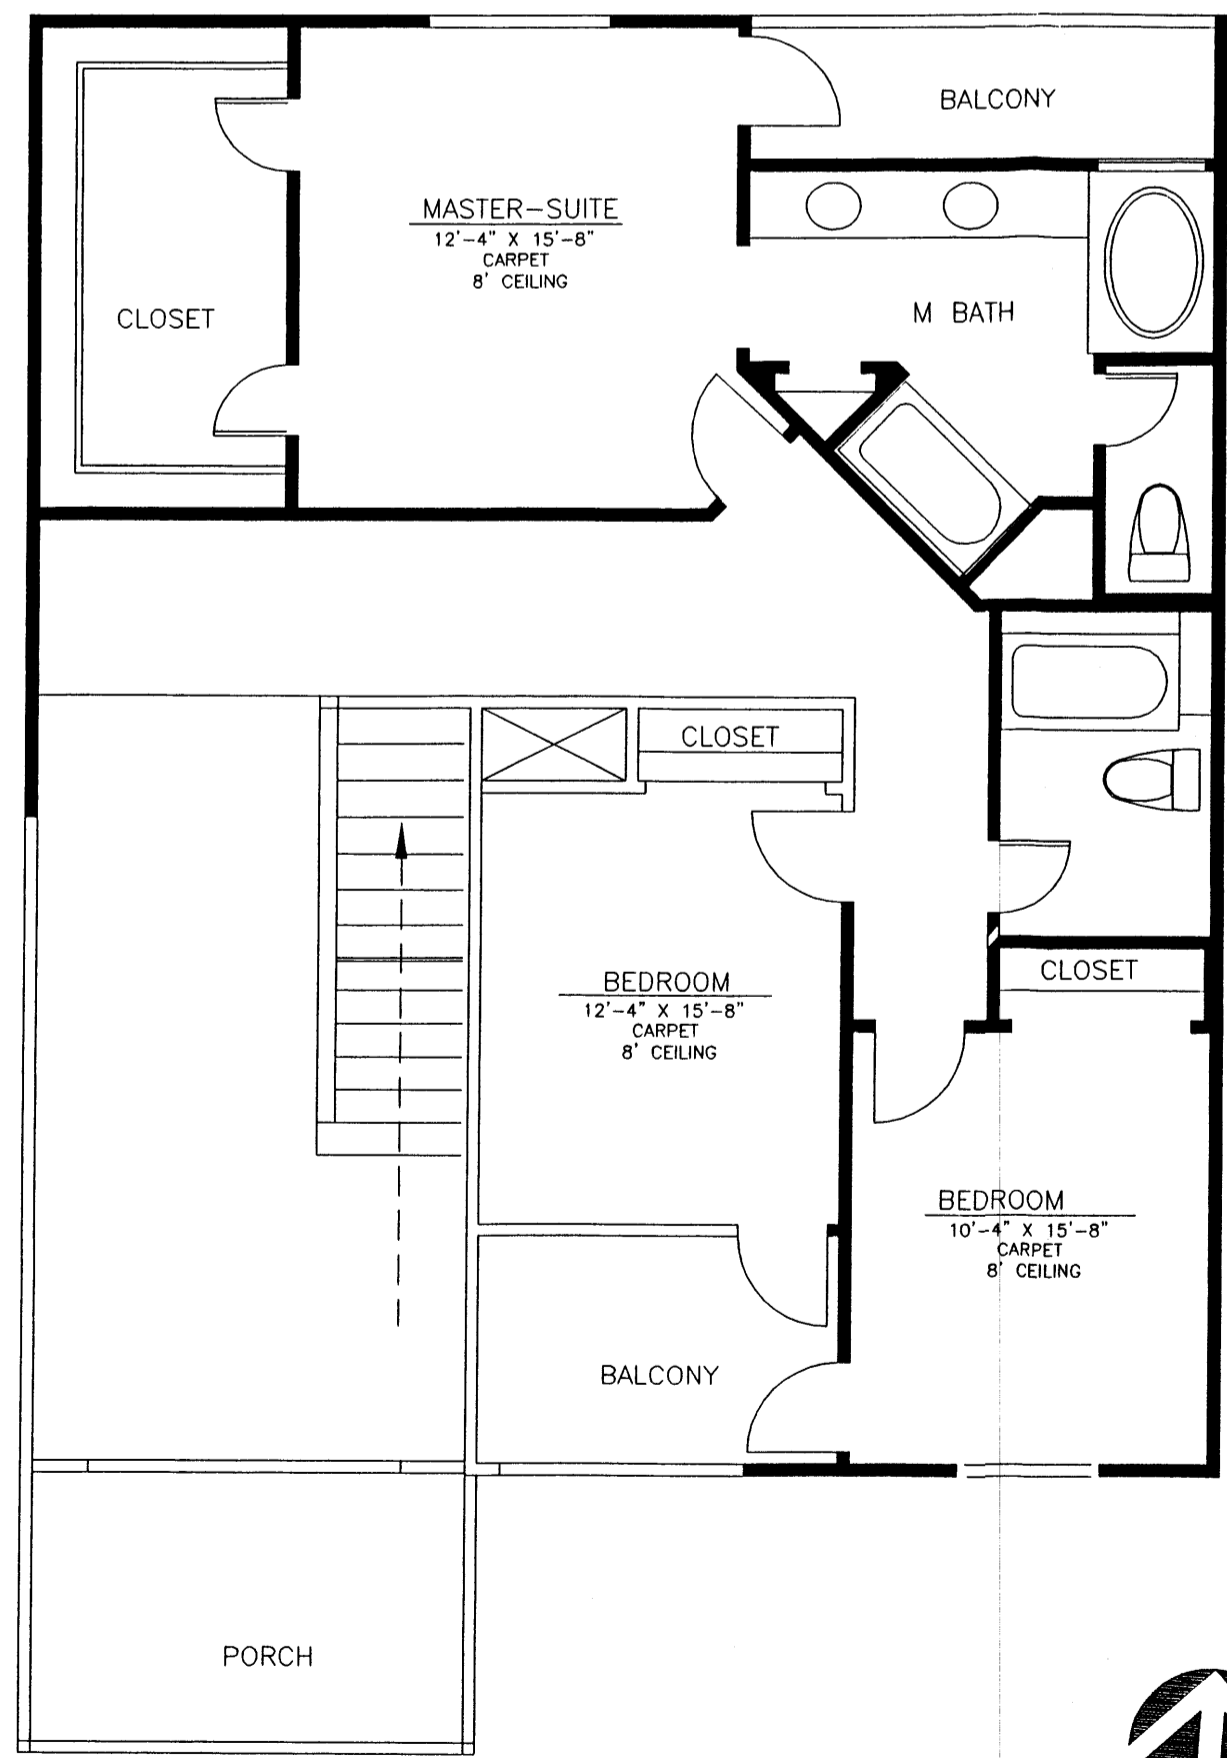 BALCONY
MASTER-SUITE
12'-4" X 15'-8"
CARPET
8' CEILING
CLOSET
M BATH
CLOSET
BEDROOM
12'-4" X 15'-8"
CARPET
8' CEILING
CLOSET
BEDROOM
10'-4" X 15'-8"
CARPET
8' CEILING
BALCONY
PORCH